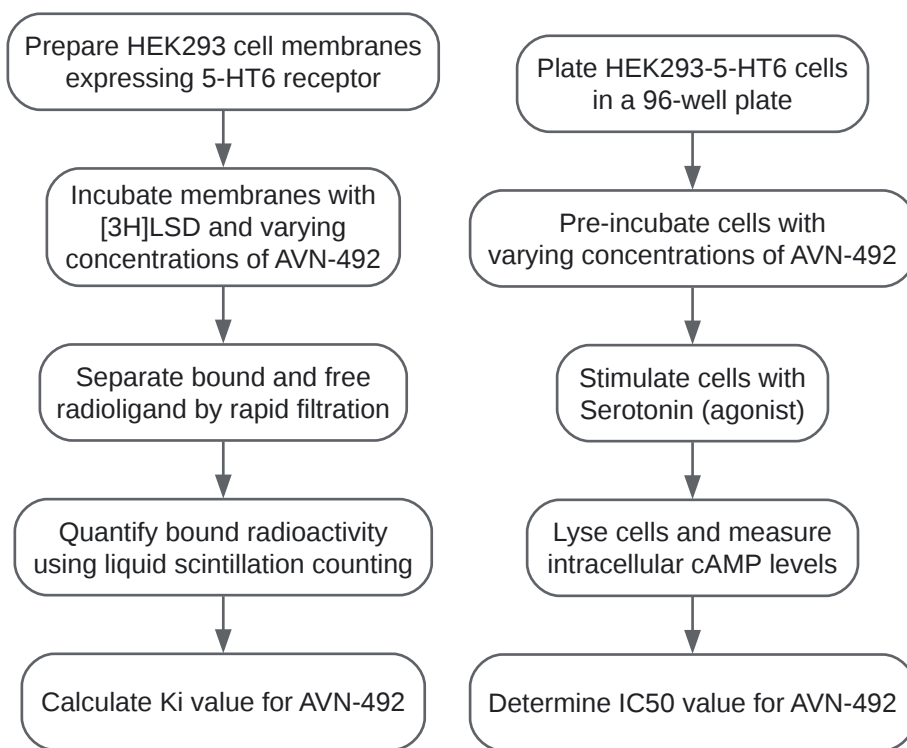 Prepare HEK293 cell membranes
expressing 5-HT6 receptor
Incubate membranes with
[3H]LSD and varying
concentrations of AVN-492
Separate bound and free
radioligand by rapid filtration
Quantify bound radioactivity
using liquid scintillation counting
Calculate Ki value for AVN-492
Plate HEK293-5-HT6 cells
in a 96-well plate
Pre-incubate cells with
varying concentrations of AVN-492
Stimulate cells with
Serotonin (agonist)
Lyse cells and measure
intracellular cAMP levels
Determine IC50 value for AVN-492